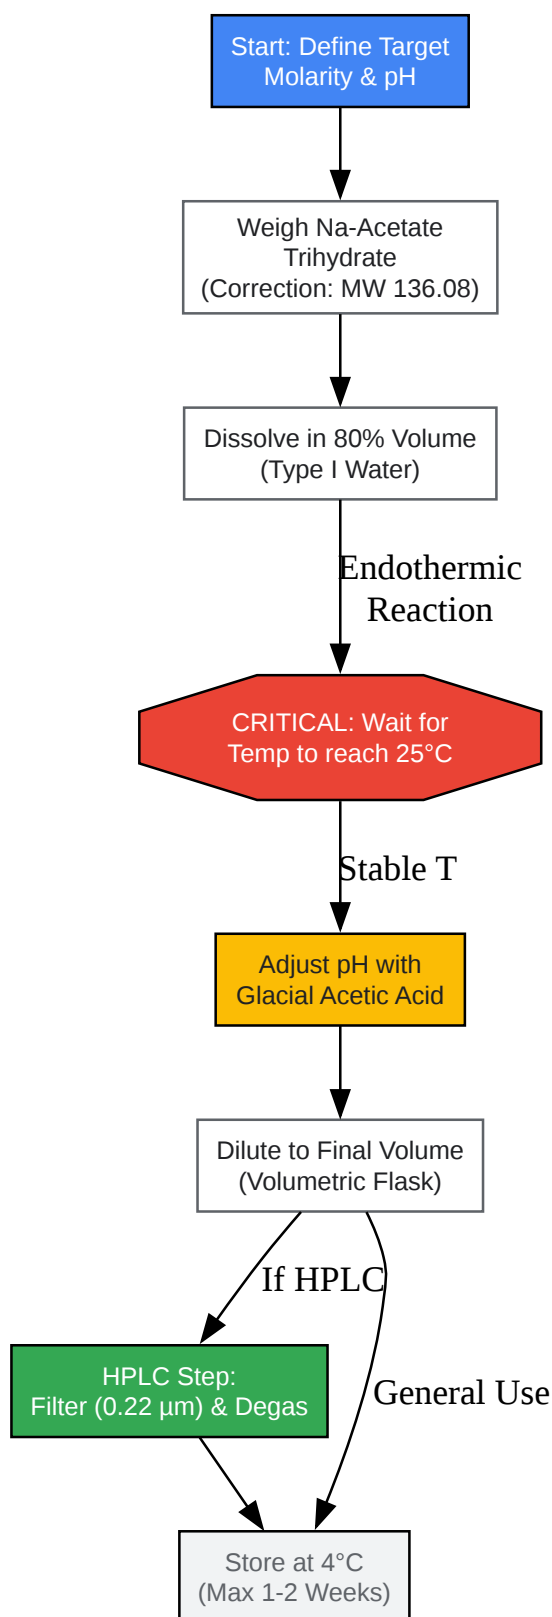 Start: Define Target
Molarity & pH
Weigh Na-Acetate
Trihydrate
(Correction: MW 136.08)
Dissolve in 80% Volume
(Type I Water)
Endothermic
Reaction
CRITICAL: Wait for
Temp to reach 25°C
Stable T
Adjust pH with
Glacial Acetic Acid
Dilute to Final Volume
(Volumetric Flask)
If HPLC
HPLC Step:
Filter (0.22 µm) & Degas
General Use
Store at 4°C
(Max 1-2 Weeks)